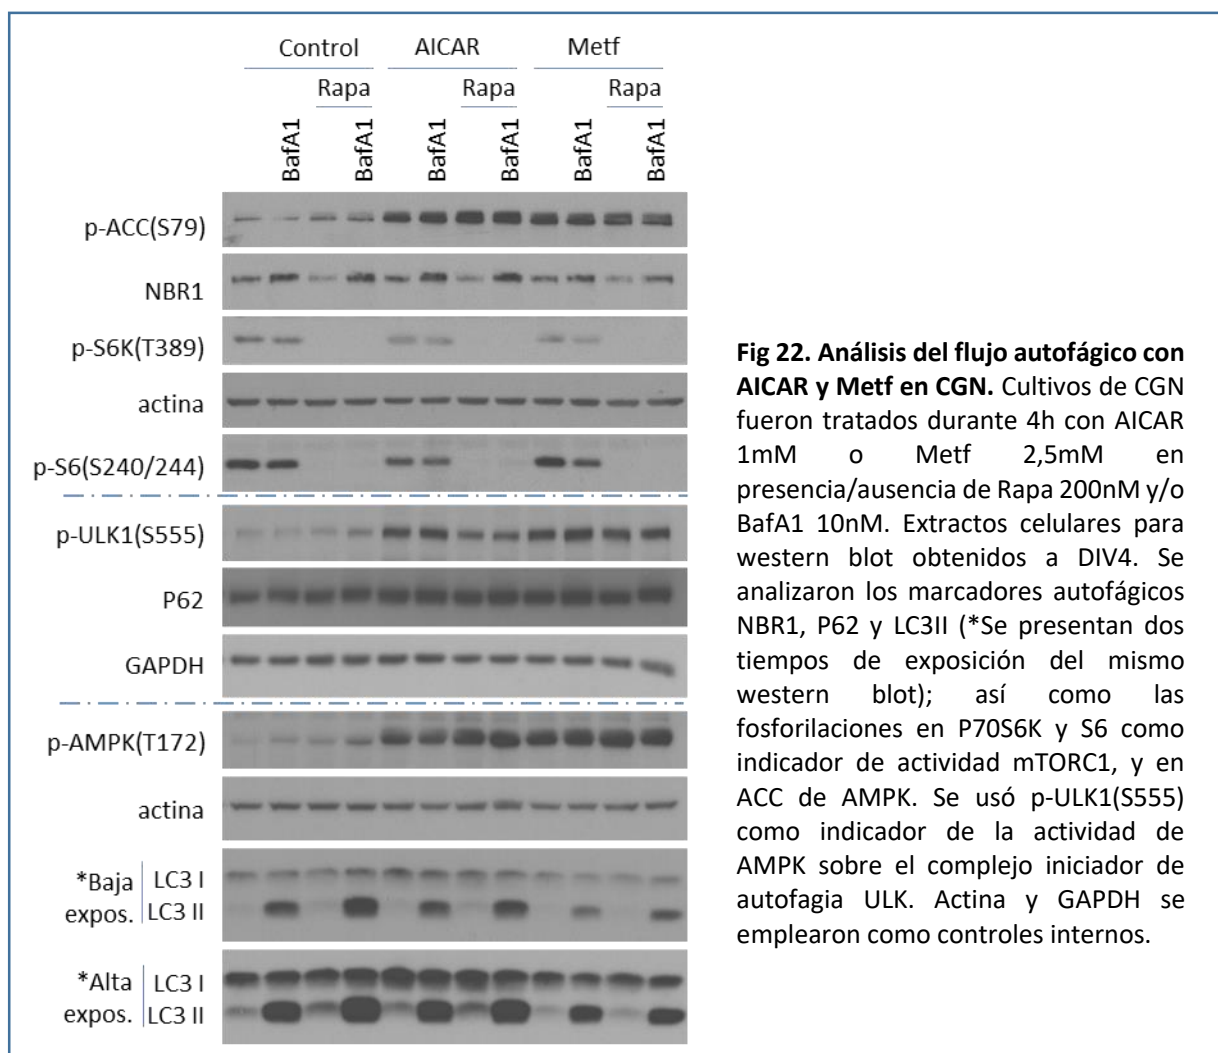 Control AICAR Metf
Rapa Rapa Rapa
BafA1 BafA1 BafA1 BafA1 BafA1 BafA1
p-ACC(S79)
NBR1
p-S6K(T389)
actina
p-S6(S240/244)
p-ULK1(S555)
P62
GAPDH
p-AMPK(T172)
actina
*Baja expos. LC3 I
LC3 II
*Alta expos. LC3 I
LC3 II
Fig 22. Análisis del flujo autofágico con
AICAR y Metf en CGN. Cultivos de CGN
fueron tratados durante 4h con AICAR
1mM o Metf 2,5mM en
presencia/ausencia de Rapa 200nM y/o
BafA1 10nM. Extractos celulares para
western blot obtenidos a DIV4. Se
analizaron los marcadores autofágicos
NBR1, P62 y LC3II (*Se presentan dos
tiempos de exposición del mismo
western blot); así como las
fosforilaciones en P70S6K y S6 como
indicador de actividad mTORC1, y en
ACC de AMPK. Se usó p-ULK1(S555)
como indicador de la actividad de
AMPK sobre el complejo iniciador de
autofagia ULK. Actina y GAPDH se
emplearon como controles internos.